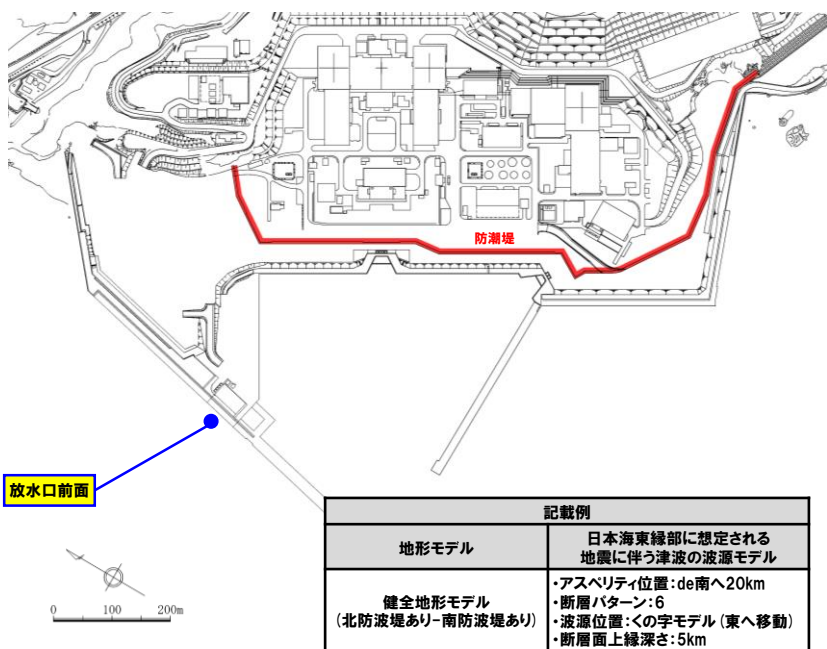 防潮堤
放水口前面
0 100 200m
記載例
地形モデル
日本海東縁部に想定される
地震に伴う津波の波源モデル
健全地形モデル
(北防波堤あり-南防波堤あり)
・アスペリティ位置:de南へ20km
・断層パターン:6
・波源位置:くの字モデル(東へ移動)
・断層面上縁深さ:5km